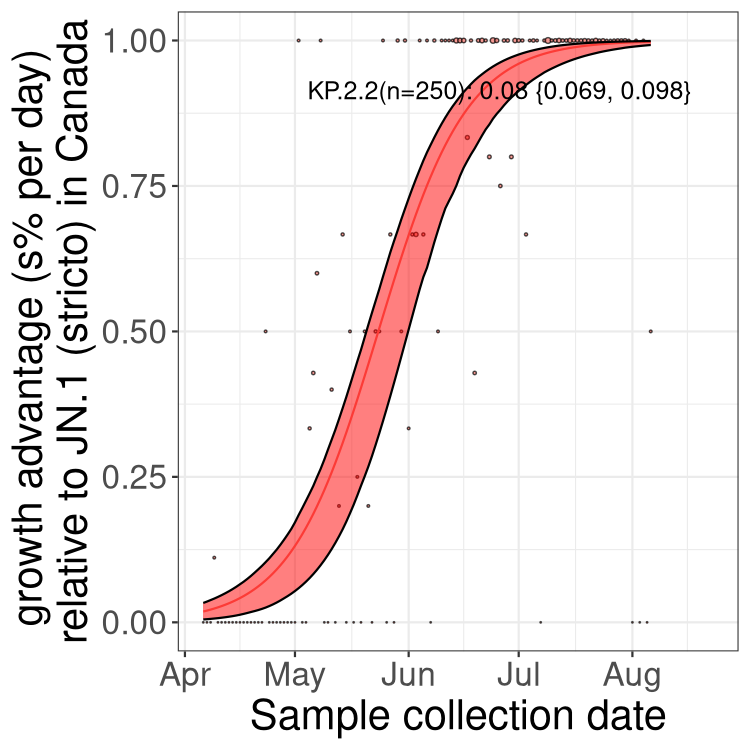 growth advantage (s% per day)
relative to JN.1 (stricto) in Canada
1.00
0.75
0.50
0.25
0.00
KP.2.2(n=250): 0.08 {0.069, 0.098}
Apr May Jun Jul Aug
Sample collection date